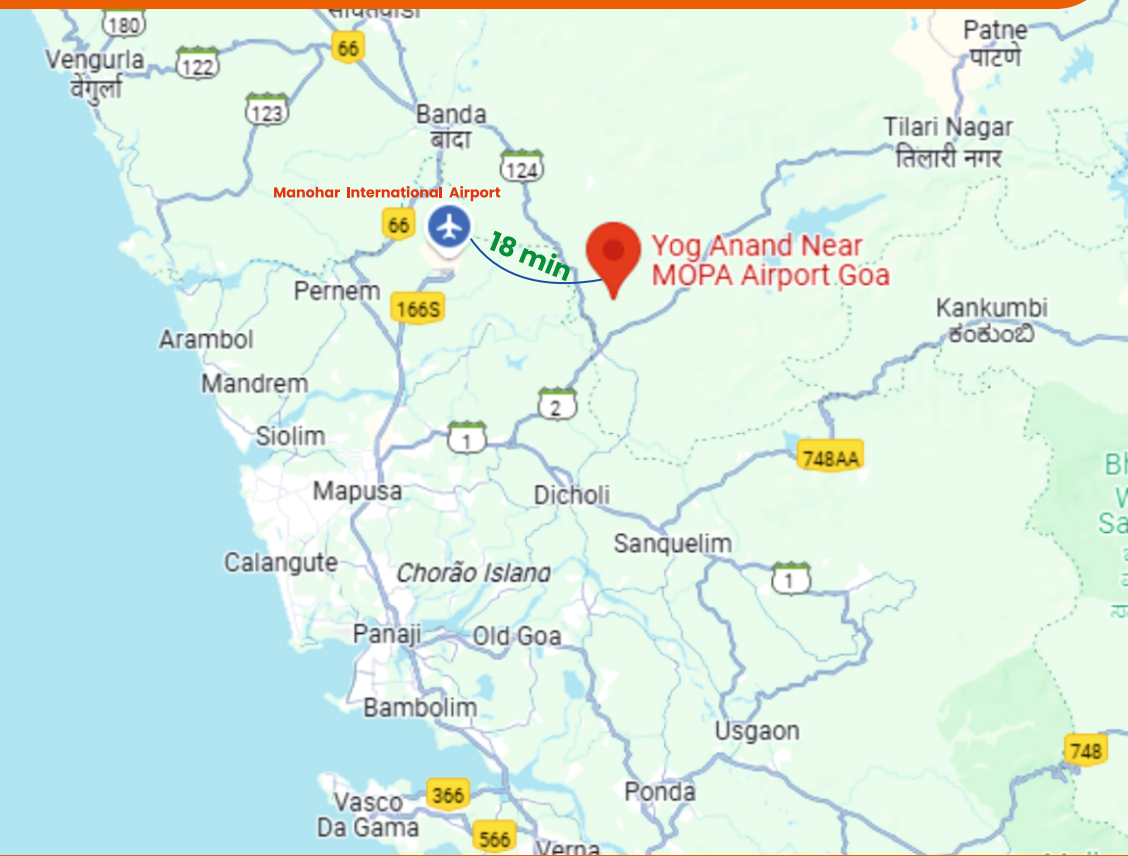 180
सावंतवाडी
66
Patne
पाटणे
Vengurla
वेंगुर्ला
122
123
Banda
बांदा
Tilari Nagar
तिलारी नगर
124
Manohar International Airport
66
18 min
Yog Anand Near
MOPA Airport Goa
Pernem
166S
Kankumbi
ಕಂಕುಂಬಿ
Arambol
Mandrem
2
Siolim
1
748AA
Mapusa
Dicholi
Sanquelim
Calangute
Chorão Island
1
Panaji
Old Goa
Bambolim
Usgaon
748
Ponda
366
Vasco
Da Gama
566
Verna